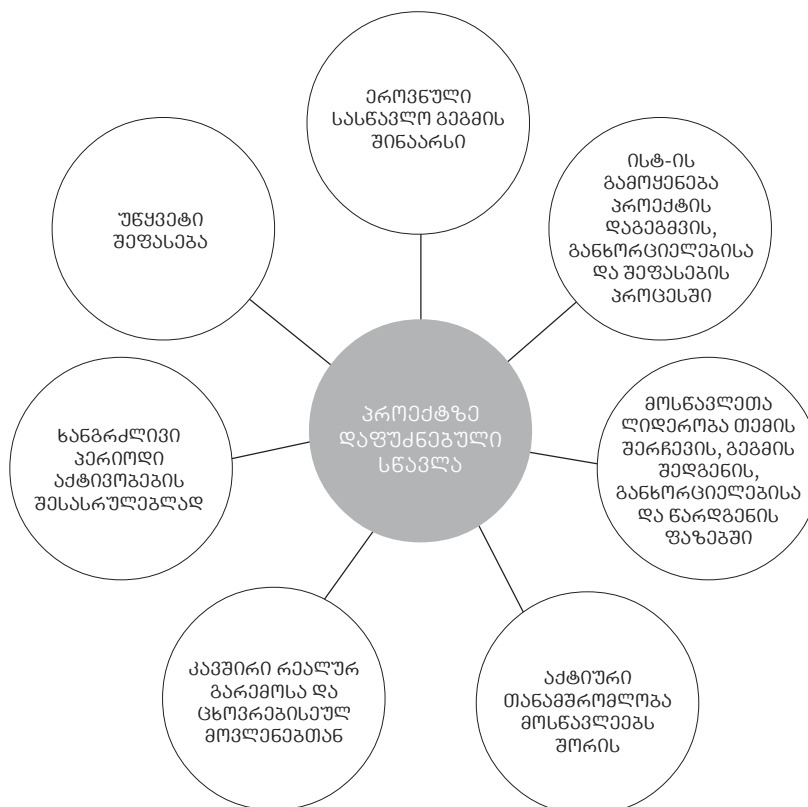 ეროვნული
სასწავლო გეგმის
შინაარსი
ისტ-ის
გამოყენება
პროექტის
დაგეგმვის,
განხორციელებისა
და შეფასების
პროცესში
უწყვეტი
შეფასება
პროექტზე
დაფუძნებული
სწავლა
მოსწავლეთა
ლიდერობა თემის
შერჩევის, გეგმის
შედგენის,
განხორციელებისა
და წარდგენის
ფაზებში
ხანგრძლივი
პერიოდი
აქტივობების
შესასრულებლად
კავშირი რეალურ
გარემოსა და
ცხოვრებისეულ
მოვლენებთან
აქტიური
თანამშრომლობა
მოსწავლეებს
შორის